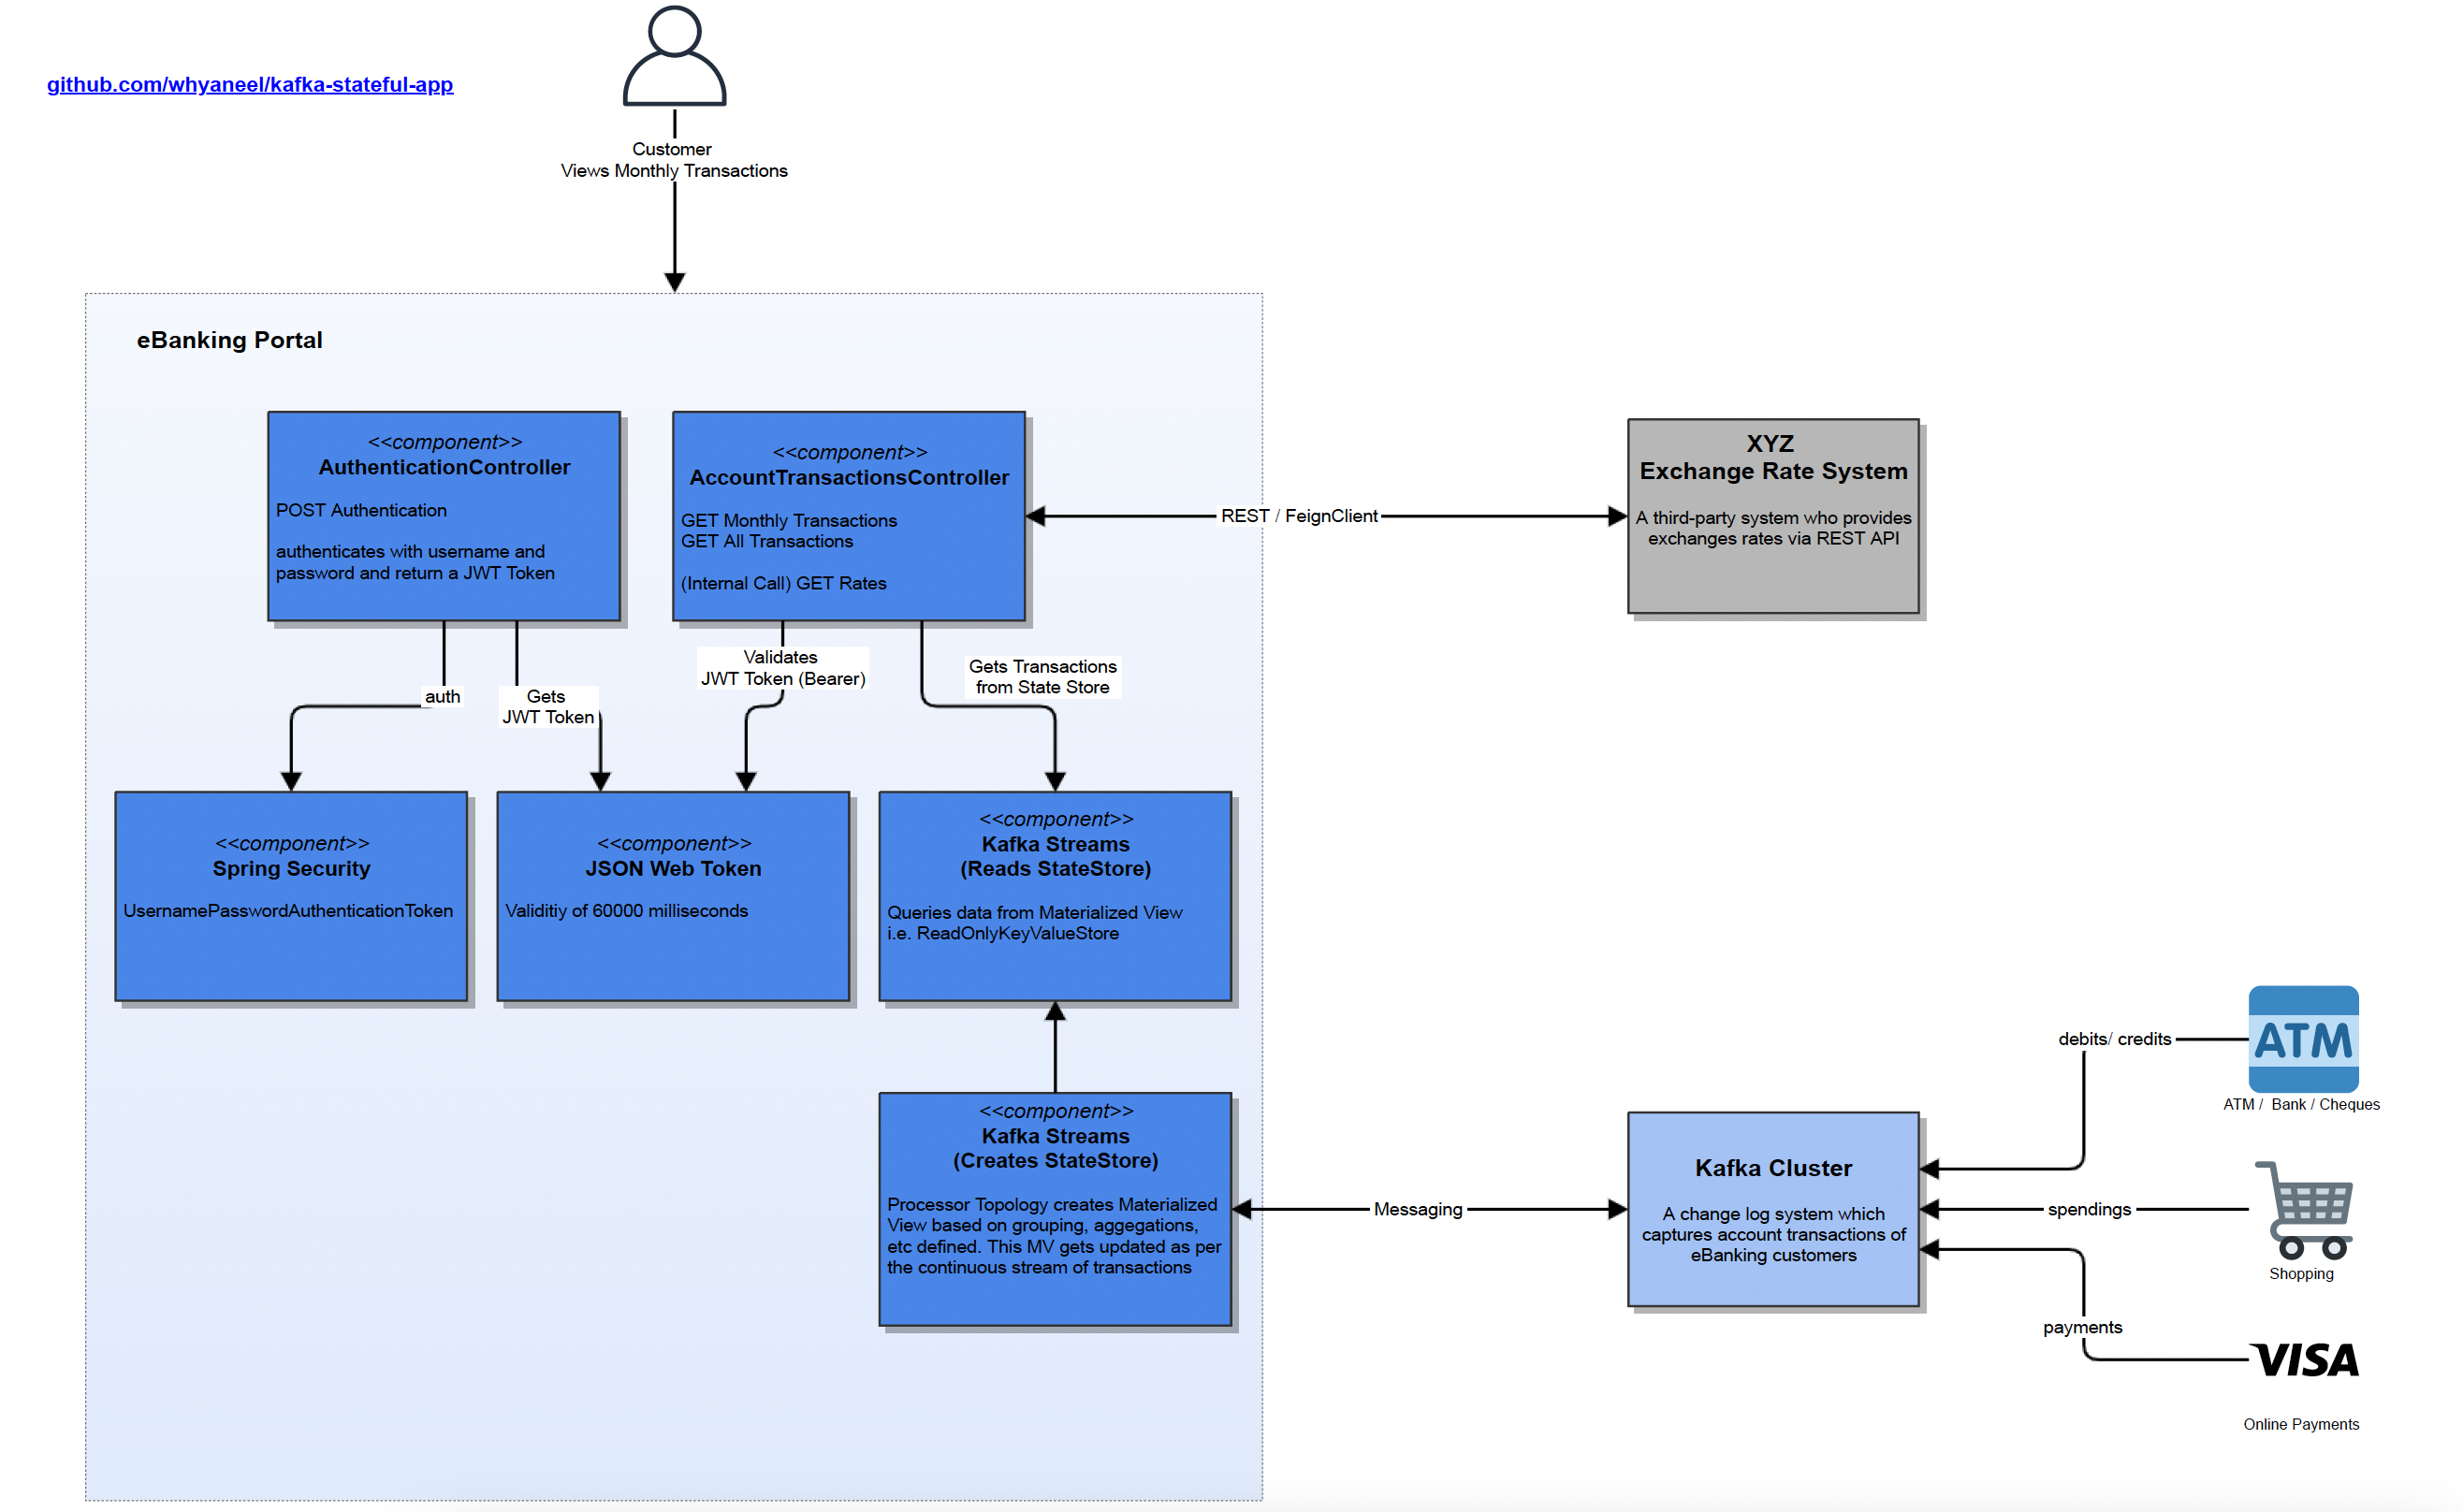 github.com/whyaneel/kafka-stateful-app
Customer
Views Monthly Transactions
eBanking Portal
<<component>>
AuthenticationController
POST Authentication
authenticates with username and
password and return a JWT Token
<<component>>
AccountTransactionsController
GET Monthly Transactions
GET All Transactions
(Internal Call) GET Rates
REST / FeignClient
XYZ
Exchange Rate System
A third-party system who provides
exchanges rates via REST API
auth
Gets
JWT Token
Validates
JWT Token (Bearer)
Gets Transactions
from State Store
<<component>>
Spring Security
UsernamePasswordAuthenticationToken
<<component>>
JSON Web Token
Validitiy of 60000 milliseconds
<<component>>
Kafka Streams
(Reads StateStore)
Queries data from Materialized View
i.e. ReadOnlyKeyValueStore
<<component>>
Kafka Streams
(Creates StateStore)
Processor Topology creates Materialized
View based on grouping, aggegations,
etc defined. This MV gets updated as per
the continuous stream of transactions
Messaging
Kafka Cluster
A change log system which
captures account transactions of
eBanking customers
debits/ credits
ATM
ATM / Bank / Cheques
spendings
Shopping
payments
VISA
Online Payments